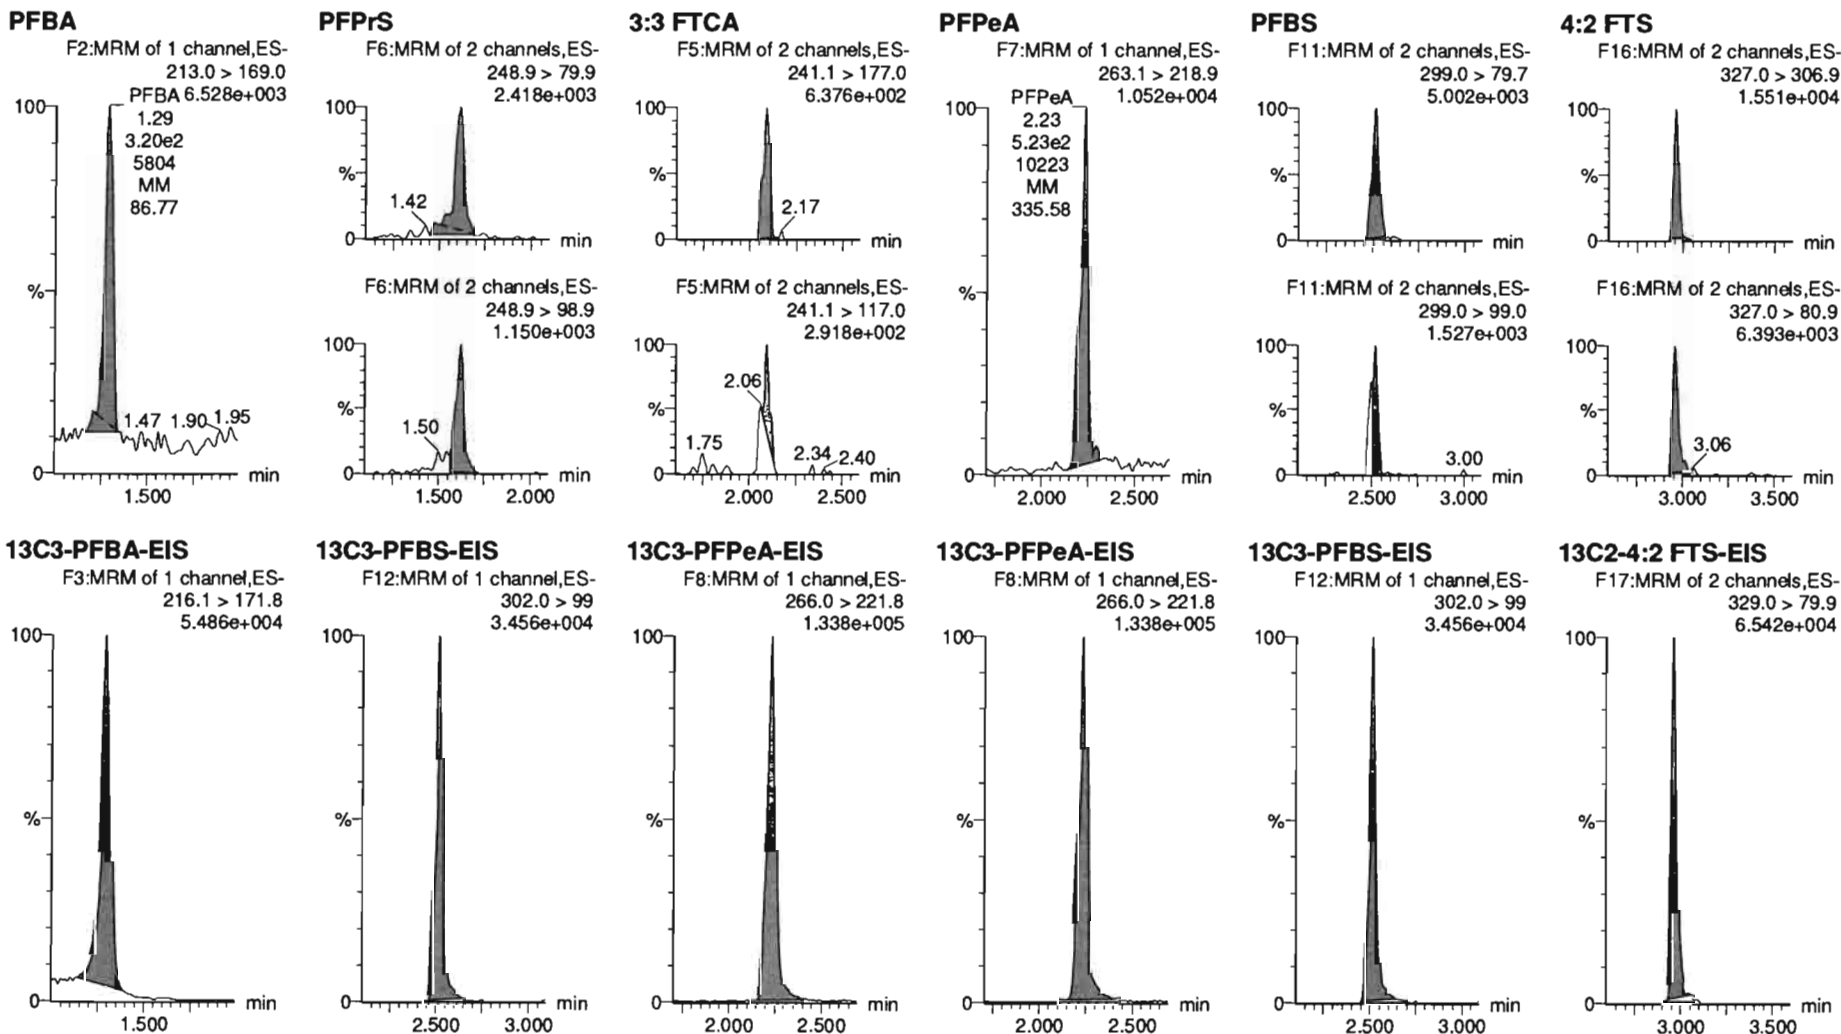 PFBA
F2:MRM of 1 channel,ES-
213.0 > 169.0
PFBA 6.528e+003
100
1.29
3.20e2
5804
MM
86.77
%
1.47
1.90
1.95
0
min
1.500
PFPrS
F6:MRM of 2 channels,ES-
248.9 > 79.9
2.418e+003
100
%
1.42
0
min
F6:MRM of 2 channels,ES-
248.9 > 98.9
1.150e+003
100
%
1.50
0
min
1.500
2.000
3:3 FTCA
F5:MRM of 2 channels,ES-
241.1 > 177.0
6.376e+002
100
%
2.17
0
min
F5:MRM of 2 channels,ES-
241.1 > 117.0
2.918e+002
100
2.06
%
1.75
2.34
2.40
0
min
2.000
2.500
PFPeA
F7:MRM of 1 channel,ES-
263.1 > 218.9
1.052e+004
100
PFPeA
2.23
5.23e2
10223
MM
335.58
%
0
min
2.000
2.500
PFBS
F11:MRM of 2 channels,ES-
299.0 > 79.7
5.002e+003
100
%
0
min
F11:MRM of 2 channels,ES-
299.0 > 99.0
1.527e+003
100
%
3.00
0
min
2.500
3.000
4:2 FTS
F16:MRM of 2 channels,ES-
327.0 > 306.9
1.551e+004
100
%
0
min
F16:MRM of 2 channels,ES-
327.0 > 80.9
6.393e+003
100
%
3.06
0
min
3.000
3.500
13C3-PFBA-EIS
F3:MRM of 1 channel,ES-
216.1 > 171.8
5.486e+004
100
%
0
min
1.500
13C3-PFBS-EIS
F12:MRM of 1 channel,ES-
302.0 > 99
3.456e+004
100
%
0
min
2.500
3.000
13C3-PFPeA-EIS
F8:MRM of 1 channel,ES-
266.0 > 221.8
1.338e+005
100
%
0
min
2.000
2.500
13C3-PFPeA-EIS
F8:MRM of 1 channel,ES-
266.0 > 221.8
1.338e+005
100
%
0
min
2.000
2.500
13C3-PFBS-EIS
F12:MRM of 1 channel,ES-
302.0 > 99
3.456e+004
100
%
0
min
2.500
3.000
13C2-4:2 FTS-EIS
F17:MRM of 2 channels,ES-
329.0 > 79.9
6.542e+004
100
%
0
min
3.000
3.500